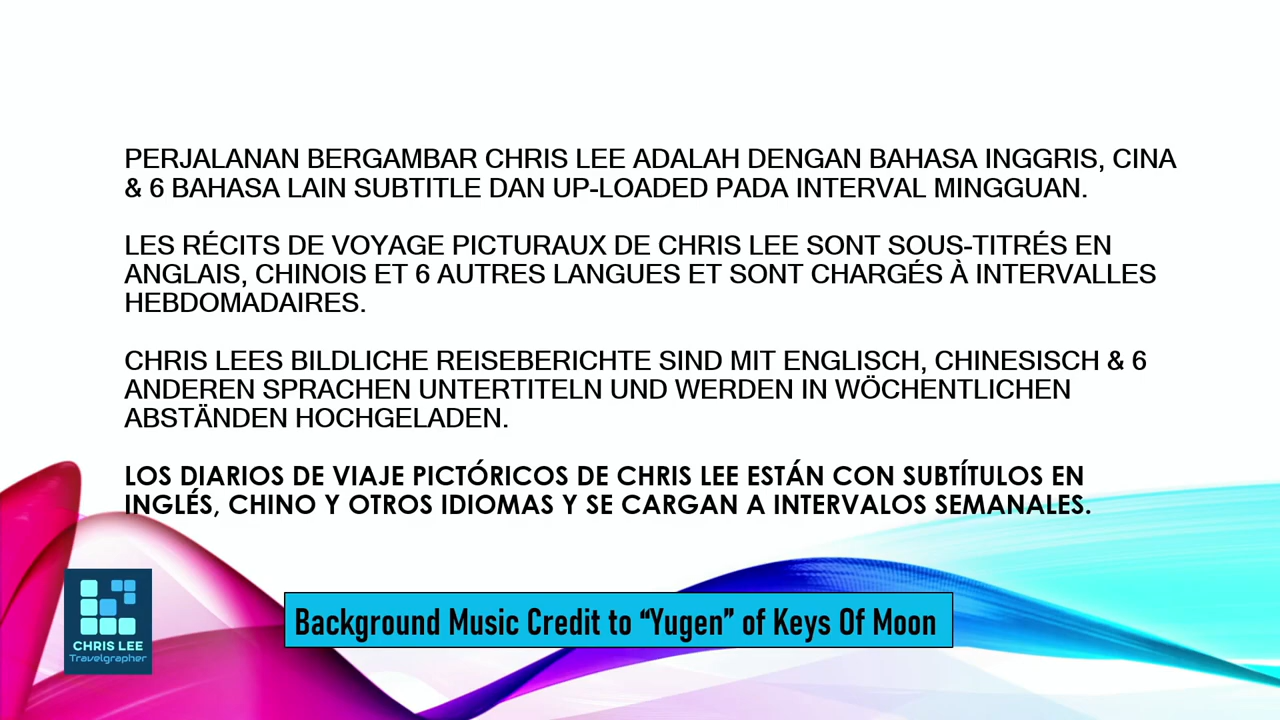 PERJALANAN BERGAMBAR CHRIS LEE ADALAH DENGAN BAHASA INGGRIS, CINA
& 6 BAHASA LAIN SUBTITLE DAN UP-LOADED PADA INTERVAL MINGGUAN.
LES RÉCITS DE VOYAGE PICTURAUX DE CHRIS LEE SONT SOUS-TITRÉS EN
ANGLAIS, CHINOIS ET 6 AUTRES LANGUES ET SONT CHARGÉS À INTERVALLES
HEBDOMADAIRES.
CHRIS LEES BILDLICHE REISEBERICHTE SIND MIT ENGLISCH, CHINESISCH & 6
ANDEREN SPRACHEN UNTERTITELN UND WERDEN IN WÖCHENTLICHEN
ABSTÄNDEN HOCHGELADEN.
LOS DIARIOS DE VIAJE PICTÓRICOS DE CHRIS LEE ESTÁN CON SUBTÍTULOS EN
INGLÉS, CHINO Y OTROS IDIOMAS Y SE CARGAN A INTERVALOS SEMANALES.
Background Music Credit to “Yugen” of Keys Of Moon
CHRIS LEE
Travelgrapher